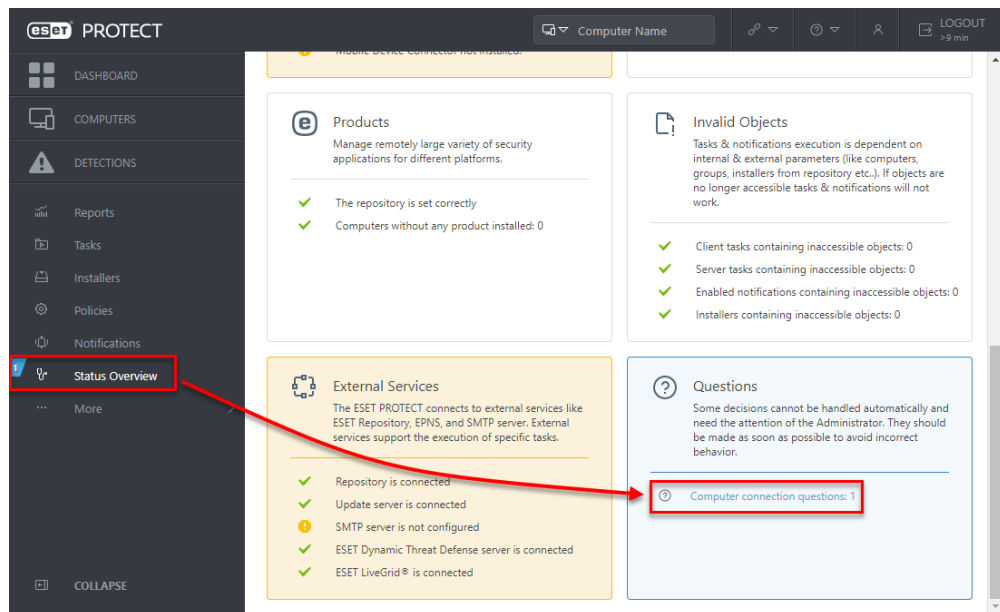 eset PROTECT
Computer Name
LOGOUT
>9 min
DASHBOARD
COMPUTERS
DETECTIONS
Reports
Tasks
Installers
Policies
Notifications
1
Status Overview
More
COLLAPSE
Mobile Device Connector not installed.
Products
Manage remotely large variety of security
applications for different platforms.
The repository is set correctly
Computers without any product installed: 0
Invalid Objects
Tasks & notifications execution is dependent on
internal & external parameters (like computers,
groups, installers from repository etc..). If objects are
no longer accessible tasks & notifications will not
work.
Client tasks containing inaccessible objects: 0
Server tasks containing inaccessible objects: 0
Enabled notifications containing inaccessible objects: 0
Installers containing inaccessible objects: 0
External Services
The ESET PROTECT connects to external services like
ESET Repository, EPNS, and SMTP server. External
services support the execution of specific tasks.
Repository is connected
Update server is connected
SMTP server is not configured
ESET Dynamic Threat Defense server is connected
ESET LiveGrid® is connected
Questions
Some decisions cannot be handled automatically and
need the attention of the Administrator. They should
be made as soon as possible to avoid incorrect
behavior.
Computer connection questions: 1